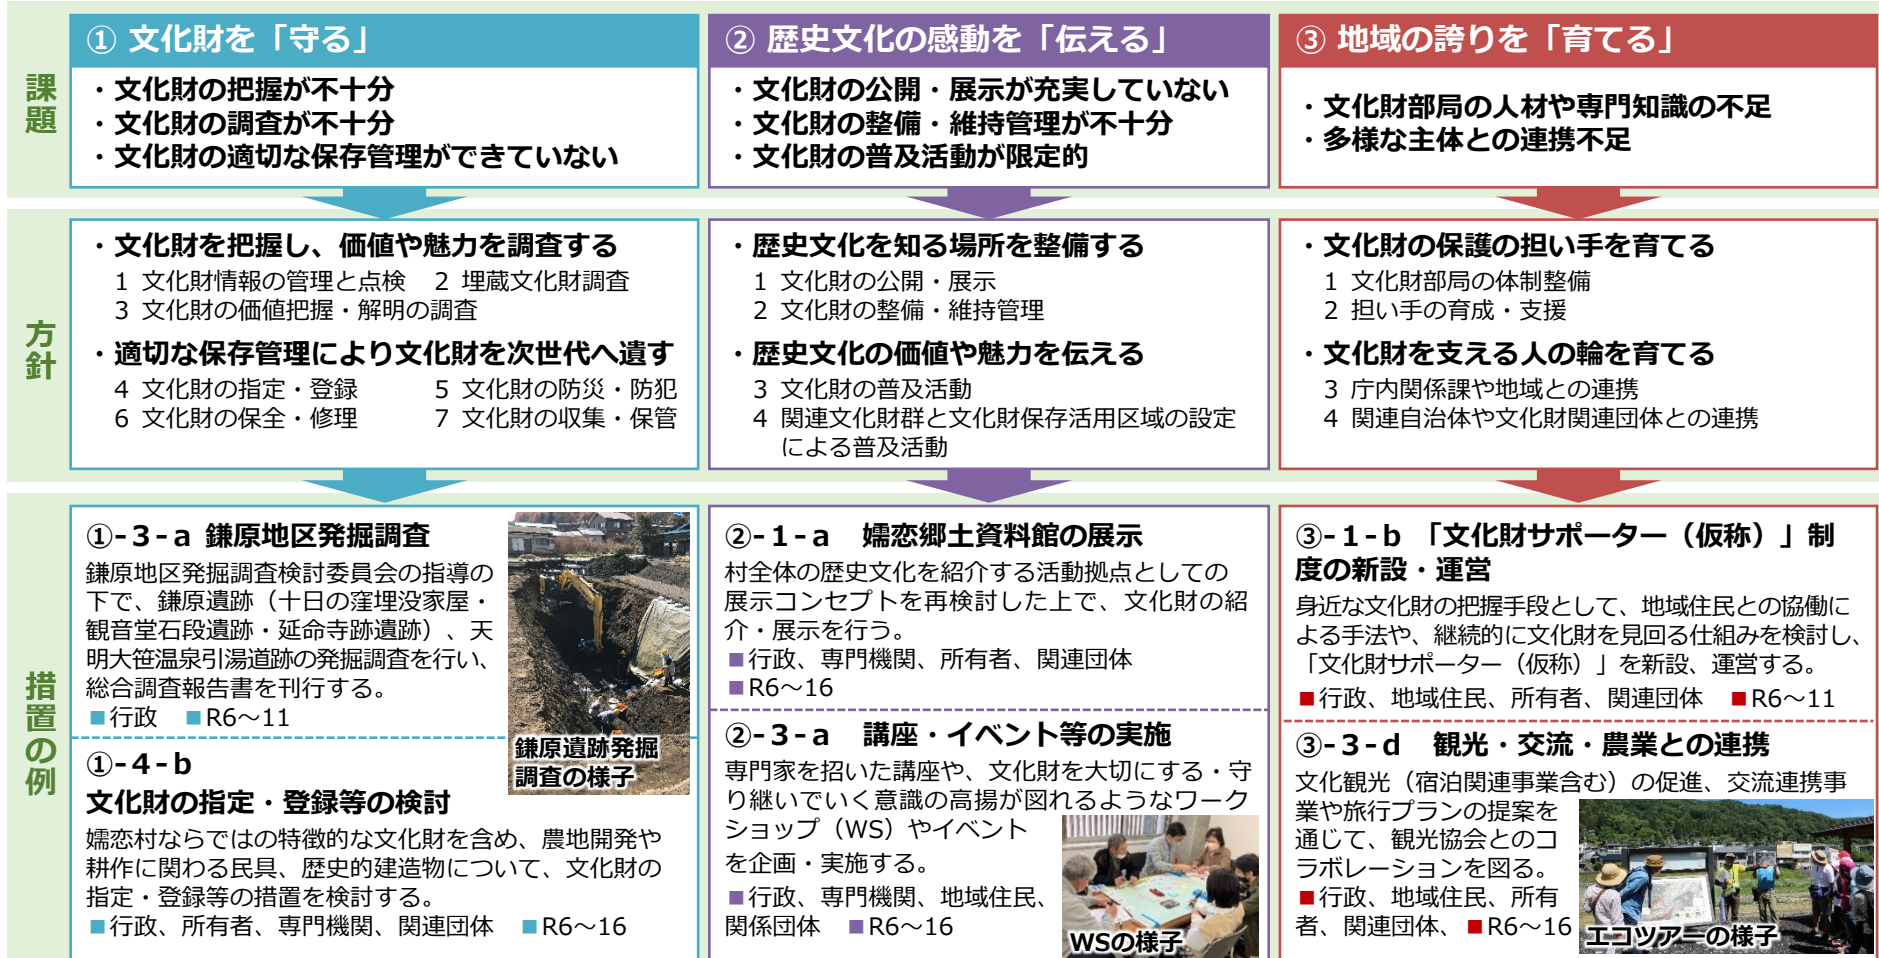 課題
① 文化財を「守る」
・文化財の把握が不十分
・文化財の調査が不十分
・文化財の適切な保存管理ができていない
② 歴史文化の感動を「伝える」
・文化財の公開・展示が充実していない
・文化財の整備・維持管理が不十分
・文化財の普及活動が限定的
③ 地域の誇りを「育てる」
・文化財部局の人材や専門知識の不足
・多様な主体との連携不足
方針
・文化財を把握し、価値や魅力を調査する
1 文化財情報の管理と点検 2 埋蔵文化財調査
3 文化財の価値把握・解明の調査
・適切な保存管理により文化財を次世代へ遺す
4 文化財の指定・登録 5 文化財の防災・防犯
6 文化財の保全・修理 7 文化財の収集・保管
・歴史文化を知る場所を整備する
1 文化財の公開・展示
2 文化財の整備・維持管理
・歴史文化の価値や魅力を伝える
3 文化財の普及活動
4 関連文化財群と文化財保存活用区域の設定
による普及活動
・文化財の保護の担い手を育てる
1 文化財部局の体制整備
2 担い手の育成・支援
・文化財を支える人の輪を育てる
3 庁内関係課や地域との連携
4 関連自治体や文化財関連団体との連携
措置の例
①-3-a 鎌原地区発掘調査
鎌原地区発掘調査検討委員会の指導の
下で、鎌原遺跡（十日の窪埋没家屋・
観音堂石段遺跡・延命寺跡遺跡）、天
明大笹温泉引湯道跡の発掘調査を行い、
総合調査報告書を刊行する。
■行政 ■R6～11
鎌原遺跡発掘
調査の様子
①-4-b
文化財の指定・登録等の検討
嬬恋村ならではの特徴的な文化財を含め、農地開発や
耕作に関わる民具、歴史的建造物について、文化財の
指定・登録等の措置を検討する。
■行政、所有者、専門機関、関連団体 ■R6～16
②-1-a 嬬恋郷土資料館の展示
村全体の歴史文化を紹介する活動拠点としての
展示コンセプトを再検討した上で、文化財の紹
介・展示を行う。
■行政、専門機関、所有者、関連団体
■R6～16
②-3-a 講座・イベント等の実施
専門家を招いた講座や、文化財を大切にする・守
り継いでいく意識の高揚が図れるようなワーク
ショップ（WS）やイベント
を企画・実施する。
■行政、専門機関、地域住民、
関係団体 ■R6～16
WSの様子
③-1-b 「文化財サポーター（仮称）」制
度の新設・運営
身近な文化財の把握手段として、地域住民との協働に
よる手法や、継続的に文化財を見回る仕組みを検討し、
「文化財サポーター（仮称）」を新設、運営する。
■行政、地域住民、所有者、関連団体 ■R6～11
③-3-d 観光・交流・農業との連携
文化観光（宿泊関連事業含む）の促進、交流連携事
業や旅行プランの提案を
通じて、観光協会とのコ
ラボレーションを図る。
■行政、地域住民、所有
者、関連団体、■R6～16
エコツアーの様子